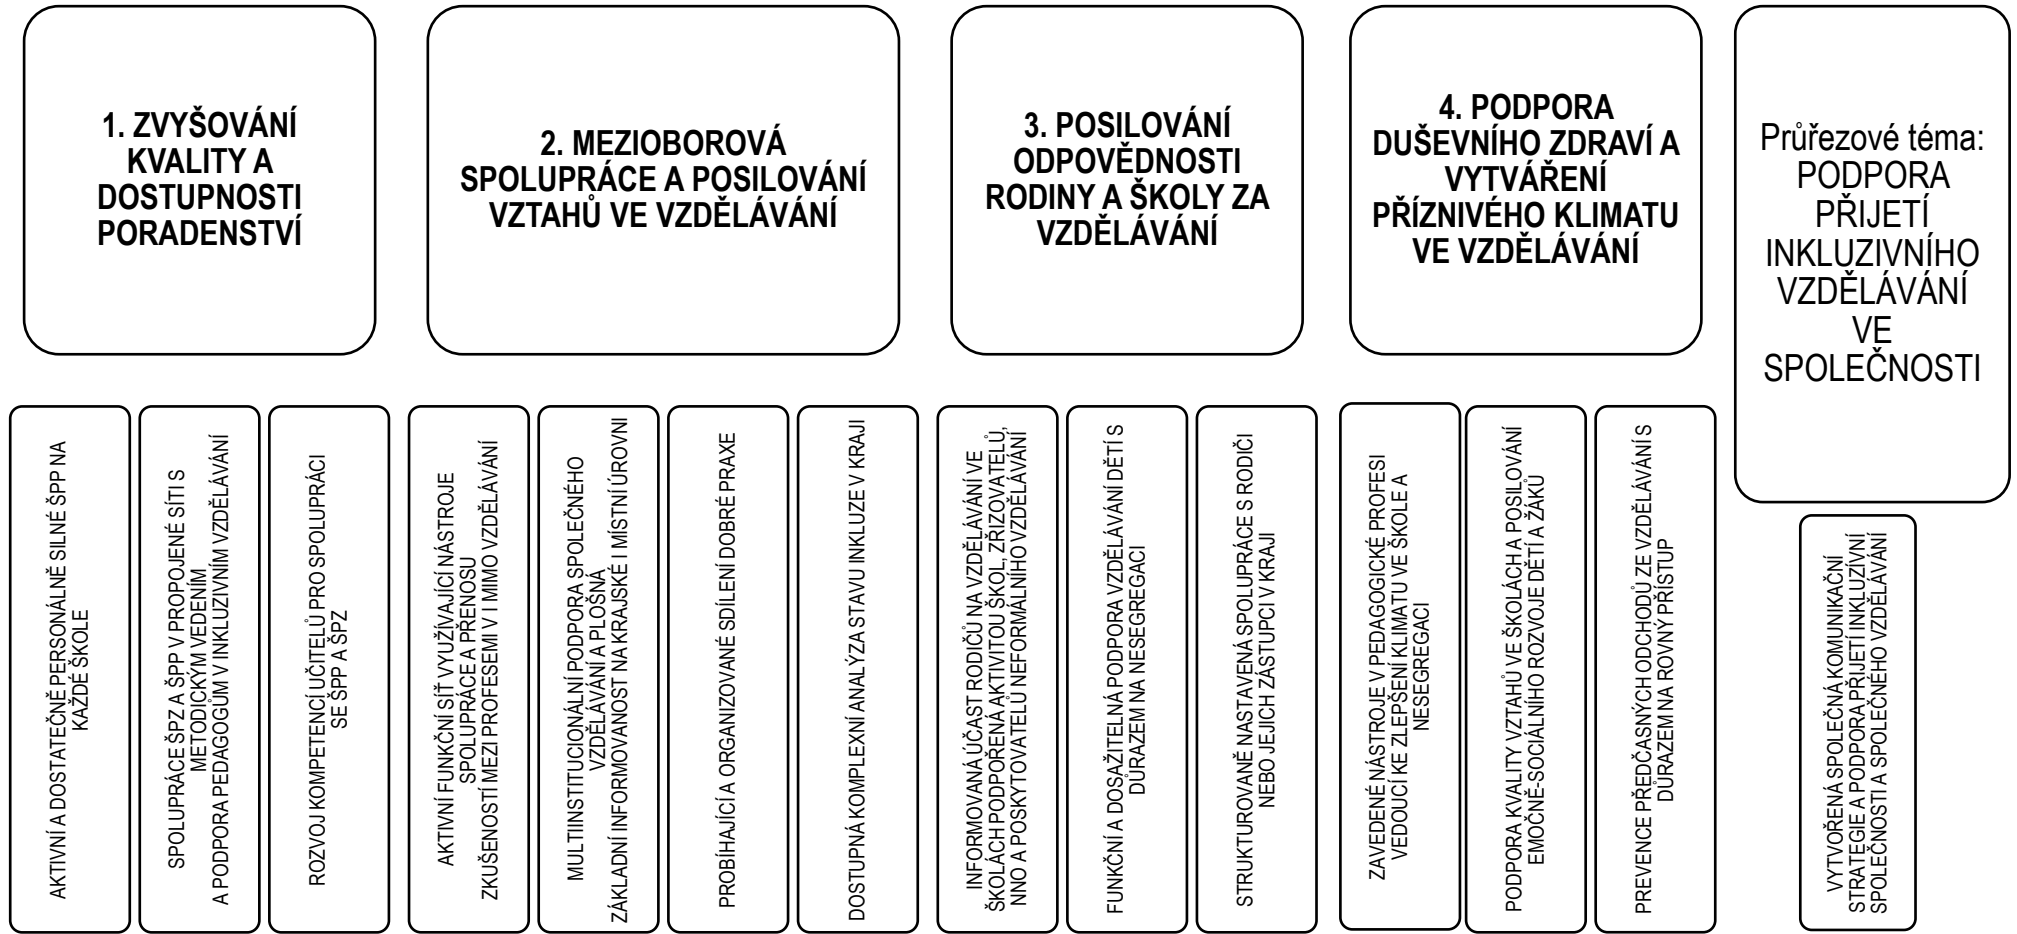 1. ZVYŠOVÁNÍ
KVALITY A
DOSTUPNOSTI
PORADENSTVÍ
2. MEZIOBOROVÁ
SPOLUPRÁCE A POSILOVÁNÍ
VZTAHŮ VE VZDĚLÁVÁNÍ
3. POSILOVÁNÍ
ODPOVĚDNOSTI
RODINY A ŠKOLY ZA
VZDĚLÁVÁNÍ
4. PODPORA
DUŠEVNÍHO ZDRAVÍ A
VYTVÁŘENÍ
PŘÍZNIVÉHO KLIMATU
VE VZDĚLÁVÁNÍ
Průřezové téma:
PODPORA
PŘIJETÍ
INKLUZIVNÍHO
VZDĚLÁVÁNÍ
VE
SPOLEČNOSTI
AKTIVNÍ A DOSTATEČNĚ PERSONÁLNĚ SILNÉ ŠPP NA
KAŽDÉ ŠKOLE
SPOLUPRÁCE ŠPZ A ŠPP V PROPOJENÉ SÍTI S
METODICKÝM VEDENÍM
A PODPORA PEDAGOGŮM V INKLUZIVNÍM VZDĚLÁVÁNÍ
ROZVOJ KOMPETENCÍ UČITELŮ PRO SPOLUPRÁCI
SE ŠPP A ŠPZ
AKTIVNÍ FUNKČNÍ SÍŤ VYUŽÍVAJÍCÍ NÁSTROJE
SPOLUPRÁCE A PŘENOSU
ZKUŠENOSTÍ MEZI PROFESEMI V I MIMO VZDĚLÁVÁNÍ
MULTIINSTITUCIONÁLNÍ PODPORA SPOLEČNÉHO
VZDĚLÁVÁNÍ A PLOŠNÁ
ZÁKLADNÍ INFORMOVANOST NA KRAJSKÉ I MÍSTNÍ ÚROVNI
PROBÍHAJÍCÍ A ORGANIZOVANÉ SDÍLENÍ DOBRÉ PRAXE
DOSTUPNÁ KOMPLEXNÍ ANALÝZA STAVU INKLUZE V KRAJI
INFORMOVANÁ ÚČAST RODIČŮ NA VZDĚLÁVÁNÍ VE
ŠKOLÁCH PODPOŘENÁ AKTIVITOU ŠKOL, ZŘIZOVATELŮ,
NNO A POSKYTOVATELŮ NEFORMÁLNÍHO VZDĚLÁVÁNÍ
FUNKČNÍ A DOSAŽITELNÁ PODPORA VZDĚLÁVÁNÍ DĚTÍ S
DŮRAZEM NA NESEGREGACI
STRUKTUROVANĚ NASTAVENÁ SPOLUPRÁCE S RODIČI
NEBO JEJICH ZÁSTUPCI V KRAJI
ZAVEDENÉ NÁSTROJE V PEDAGOGICKÉ PROFESI
VEDOUCÍ KE ZLEPŠENÍ KLIMATU VE ŠKOLE A
NESEGREGACI
PODPORA KVALITY VZTAHŮ VE ŠKOLÁCH A POSILOVÁNÍ
EMOČNĚ-SOCIÁLNÍHO ROZVOJE DĚTÍ A ŽÁKŮ
PREVENCE PŘEDČASNÝCH ODCHODŮ ZE VZDĚLÁVÁNÍ S
DŮRAZEM NA ROVNÝ PŘÍSTUP
VYTVOŘENÁ SPOLEČNÁ KOMUNIKAČNÍ
STRATEGIE A PODPORA PŘIJETÍ INKLUZÍVNÍ
SPOLEČNOSTI A SPOLEČNÉHO VZDĚLÁVÁNÍ